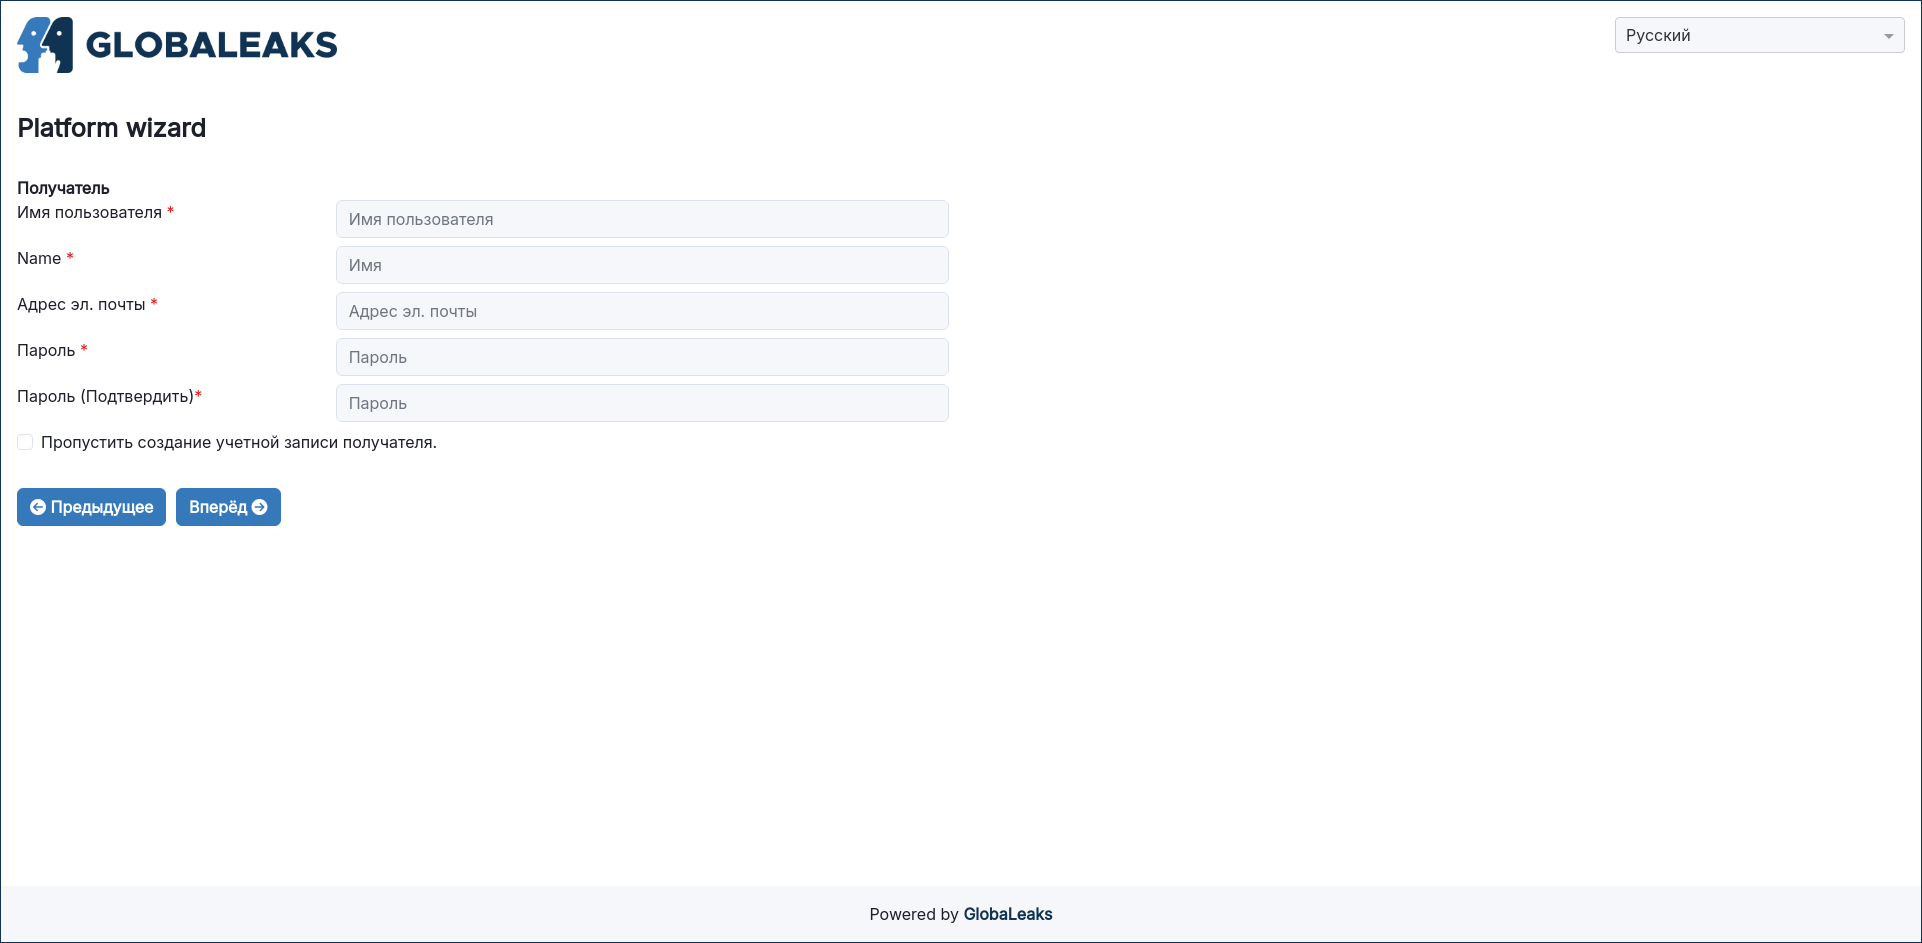 GLOBALEAKS
Русский
Platform wizard
Получатель
Имя пользователя *
Имя пользователя
Name *
Имя
Адрес эл. почты *
Адрес эл. почты
Пароль *
Пароль
Пароль (Подтвердить)*
Пароль
Пропустить создание учетной записи получателя.
Предыдущее
Вперёд
Powered by GlobaLeaks